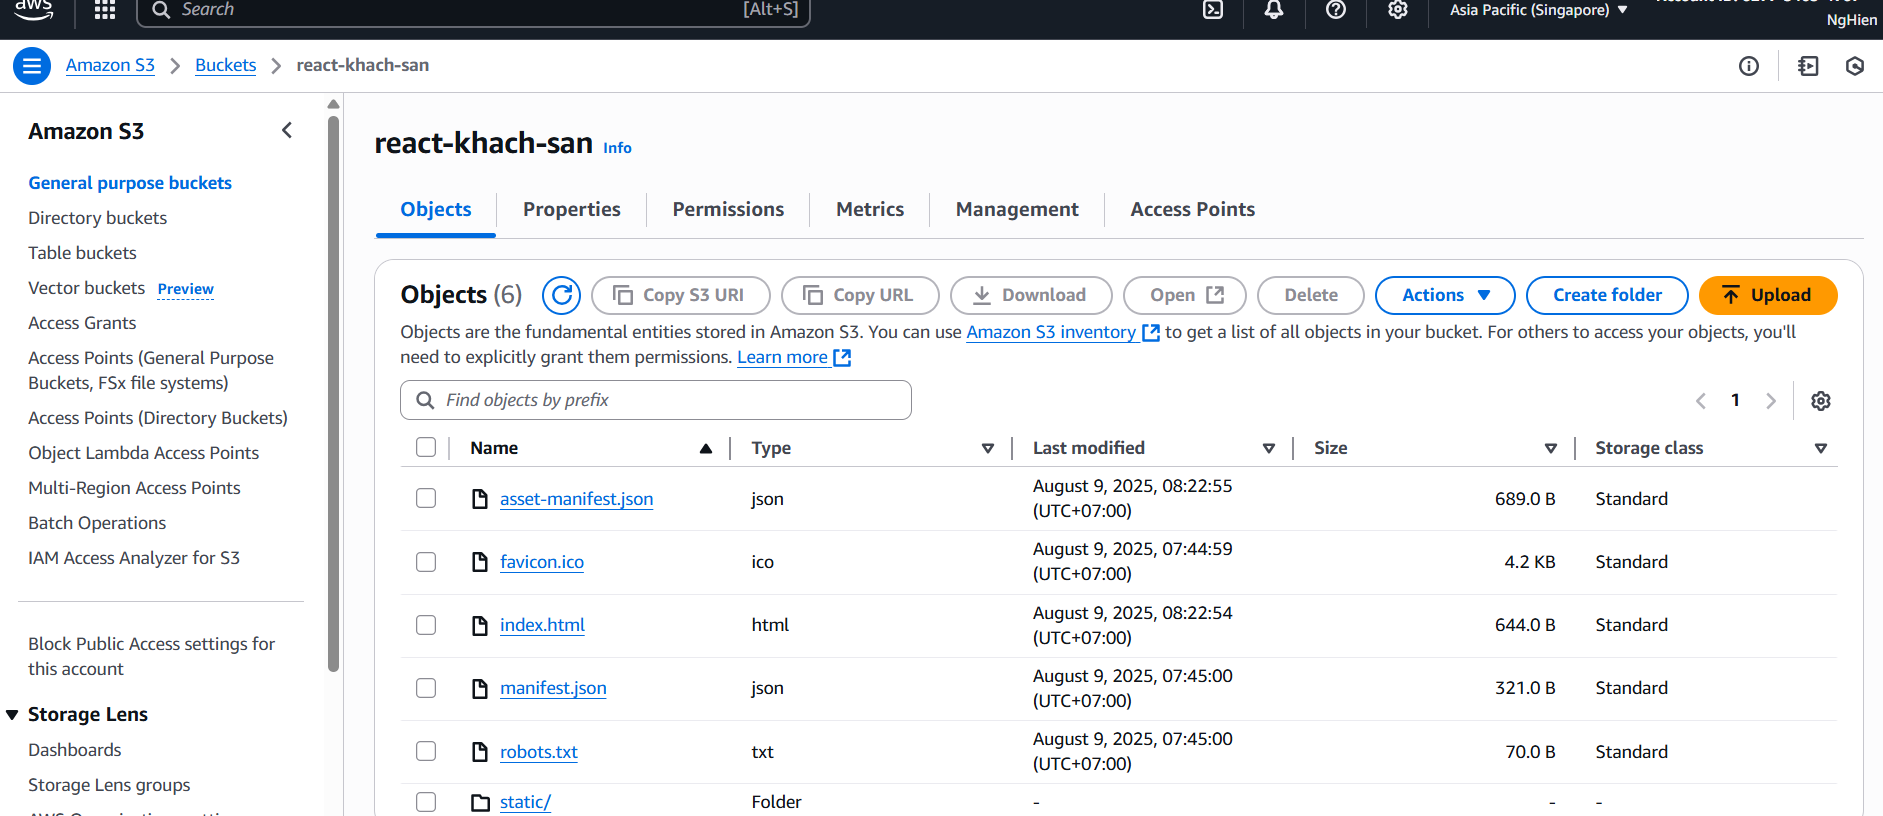 aws
Search [Alt+S]
Asia Pacific (Singapore)
NgHien
Amazon S3 Buckets react-khach-san
Amazon S3
General purpose buckets
Directory buckets
Table buckets
Vector buckets Preview
Access Grants
Access Points (General Purpose
Buckets, FSx file systems)
Access Points (Directory Buckets)
Object Lambda Access Points
Multi-Region Access Points
Batch Operations
IAM Access Analyzer for S3
Block Public Access settings for
this account
Storage Lens
Dashboards
Storage Lens groups
react-khach-san Info
Objects Properties Permissions Metrics Management Access Points
Objects (6) Copy S3 URI Copy URL Download Open Delete Actions Create folder Upload
Objects are the fundamental entities stored in Amazon S3. You can use Amazon S3 inventory to get a list of all objects in your bucket. For others to access your objects, you'll
need to explicitly grant them permissions. Learn more
Find objects by prefix
1
Name Type Last modified Size Storage class
asset-manifest.json json August 9, 2025, 08:22:55 689.0 B Standard
(UTC+07:00)
favicon.ico ico August 9, 2025, 07:44:59 4.2 KB Standard
(UTC+07:00)
index.html html August 9, 2025, 08:22:54 644.0 B Standard
(UTC+07:00)
manifest.json json August 9, 2025, 07:45:00 321.0 B Standard
(UTC+07:00)
robots.txt txt August 9, 2025, 07:45:00 70.0 B Standard
(UTC+07:00)
static/ Folder - - -